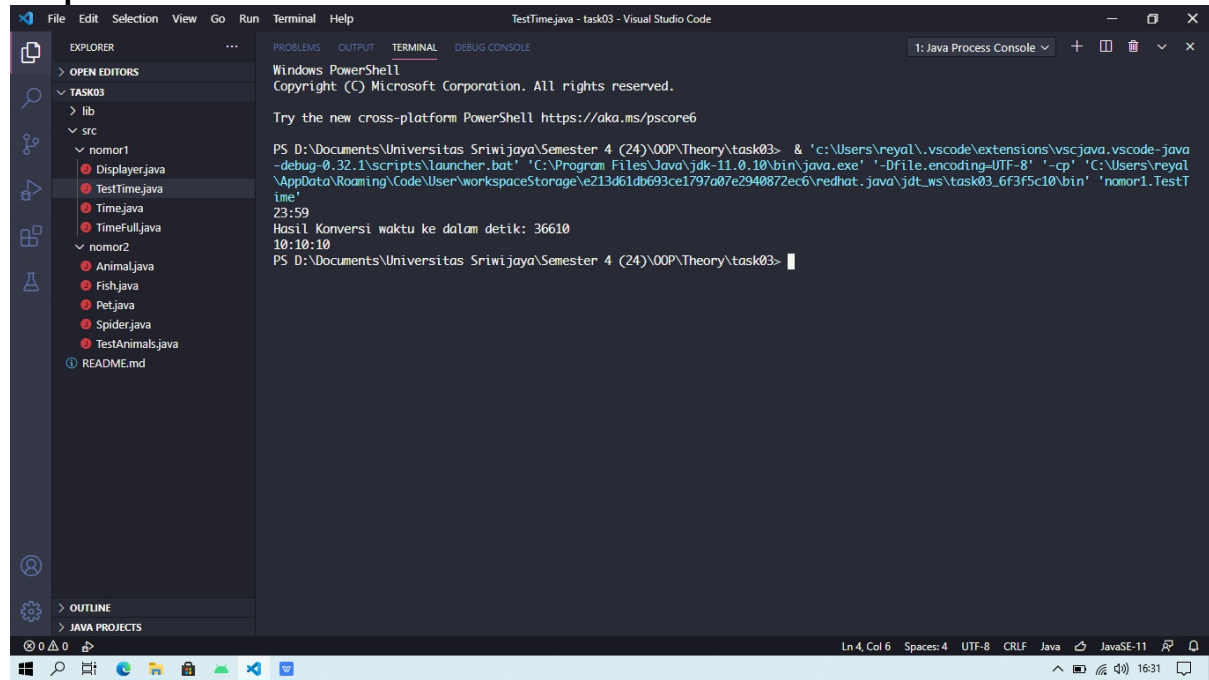 File Edit Selection View Go Run Terminal Help TestTime.java - task03 - Visual Studio Code
EXPLORER
OPEN EDITORS
TASK03
lib
src
nomor1
Displayer.java
TestTime.java
Time.java
TimeFull.java
nomor2
Animal.java
Fish.java
Pet.java
Spider.java
TestAnimals.java
README.md
OUTLINE
JAVA PROJECTS
PROBLEMS OUTPUT TERMINAL DEBUG CONSOLE 1: Java Process Console
Windows PowerShell
Copyright (C) Microsoft Corporation. All rights reserved.
Try the new cross-platform PowerShell https://aka.ms/pscore6
PS D:\Documents\Universitas Sriwijaya\Semester 4 (24)\OOP\Theory\task03> & 'c:\Users\reyal\.vscode\extensions\vscjava.vscode-java
-debug-0.32.1\scripts\launcher.bat' 'C:\Program Files\Java\jdk-11.0.10\bin\java.exe' '-Dfile.encoding=UTF-8' '-cp' 'C:\Users\reyal
\AppData\Roaming\Code\User\workspaceStorage\e213d61db693ce1797a07e2940872ec6\redhat.java\jdt_ws\task03_6f3f5c10\bin' 'nomor1.TestT
ime'
23:59
Hasil Konversi waktu ke dalam detik: 36610
10:10:10
PS D:\Documents\Universitas Sriwijaya\Semester 4 (24)\OOP\Theory\task03>
0 0 Ln 4, Col 6 Spaces: 4 UTF-8 CRLF Java JavaSE-11
16:31